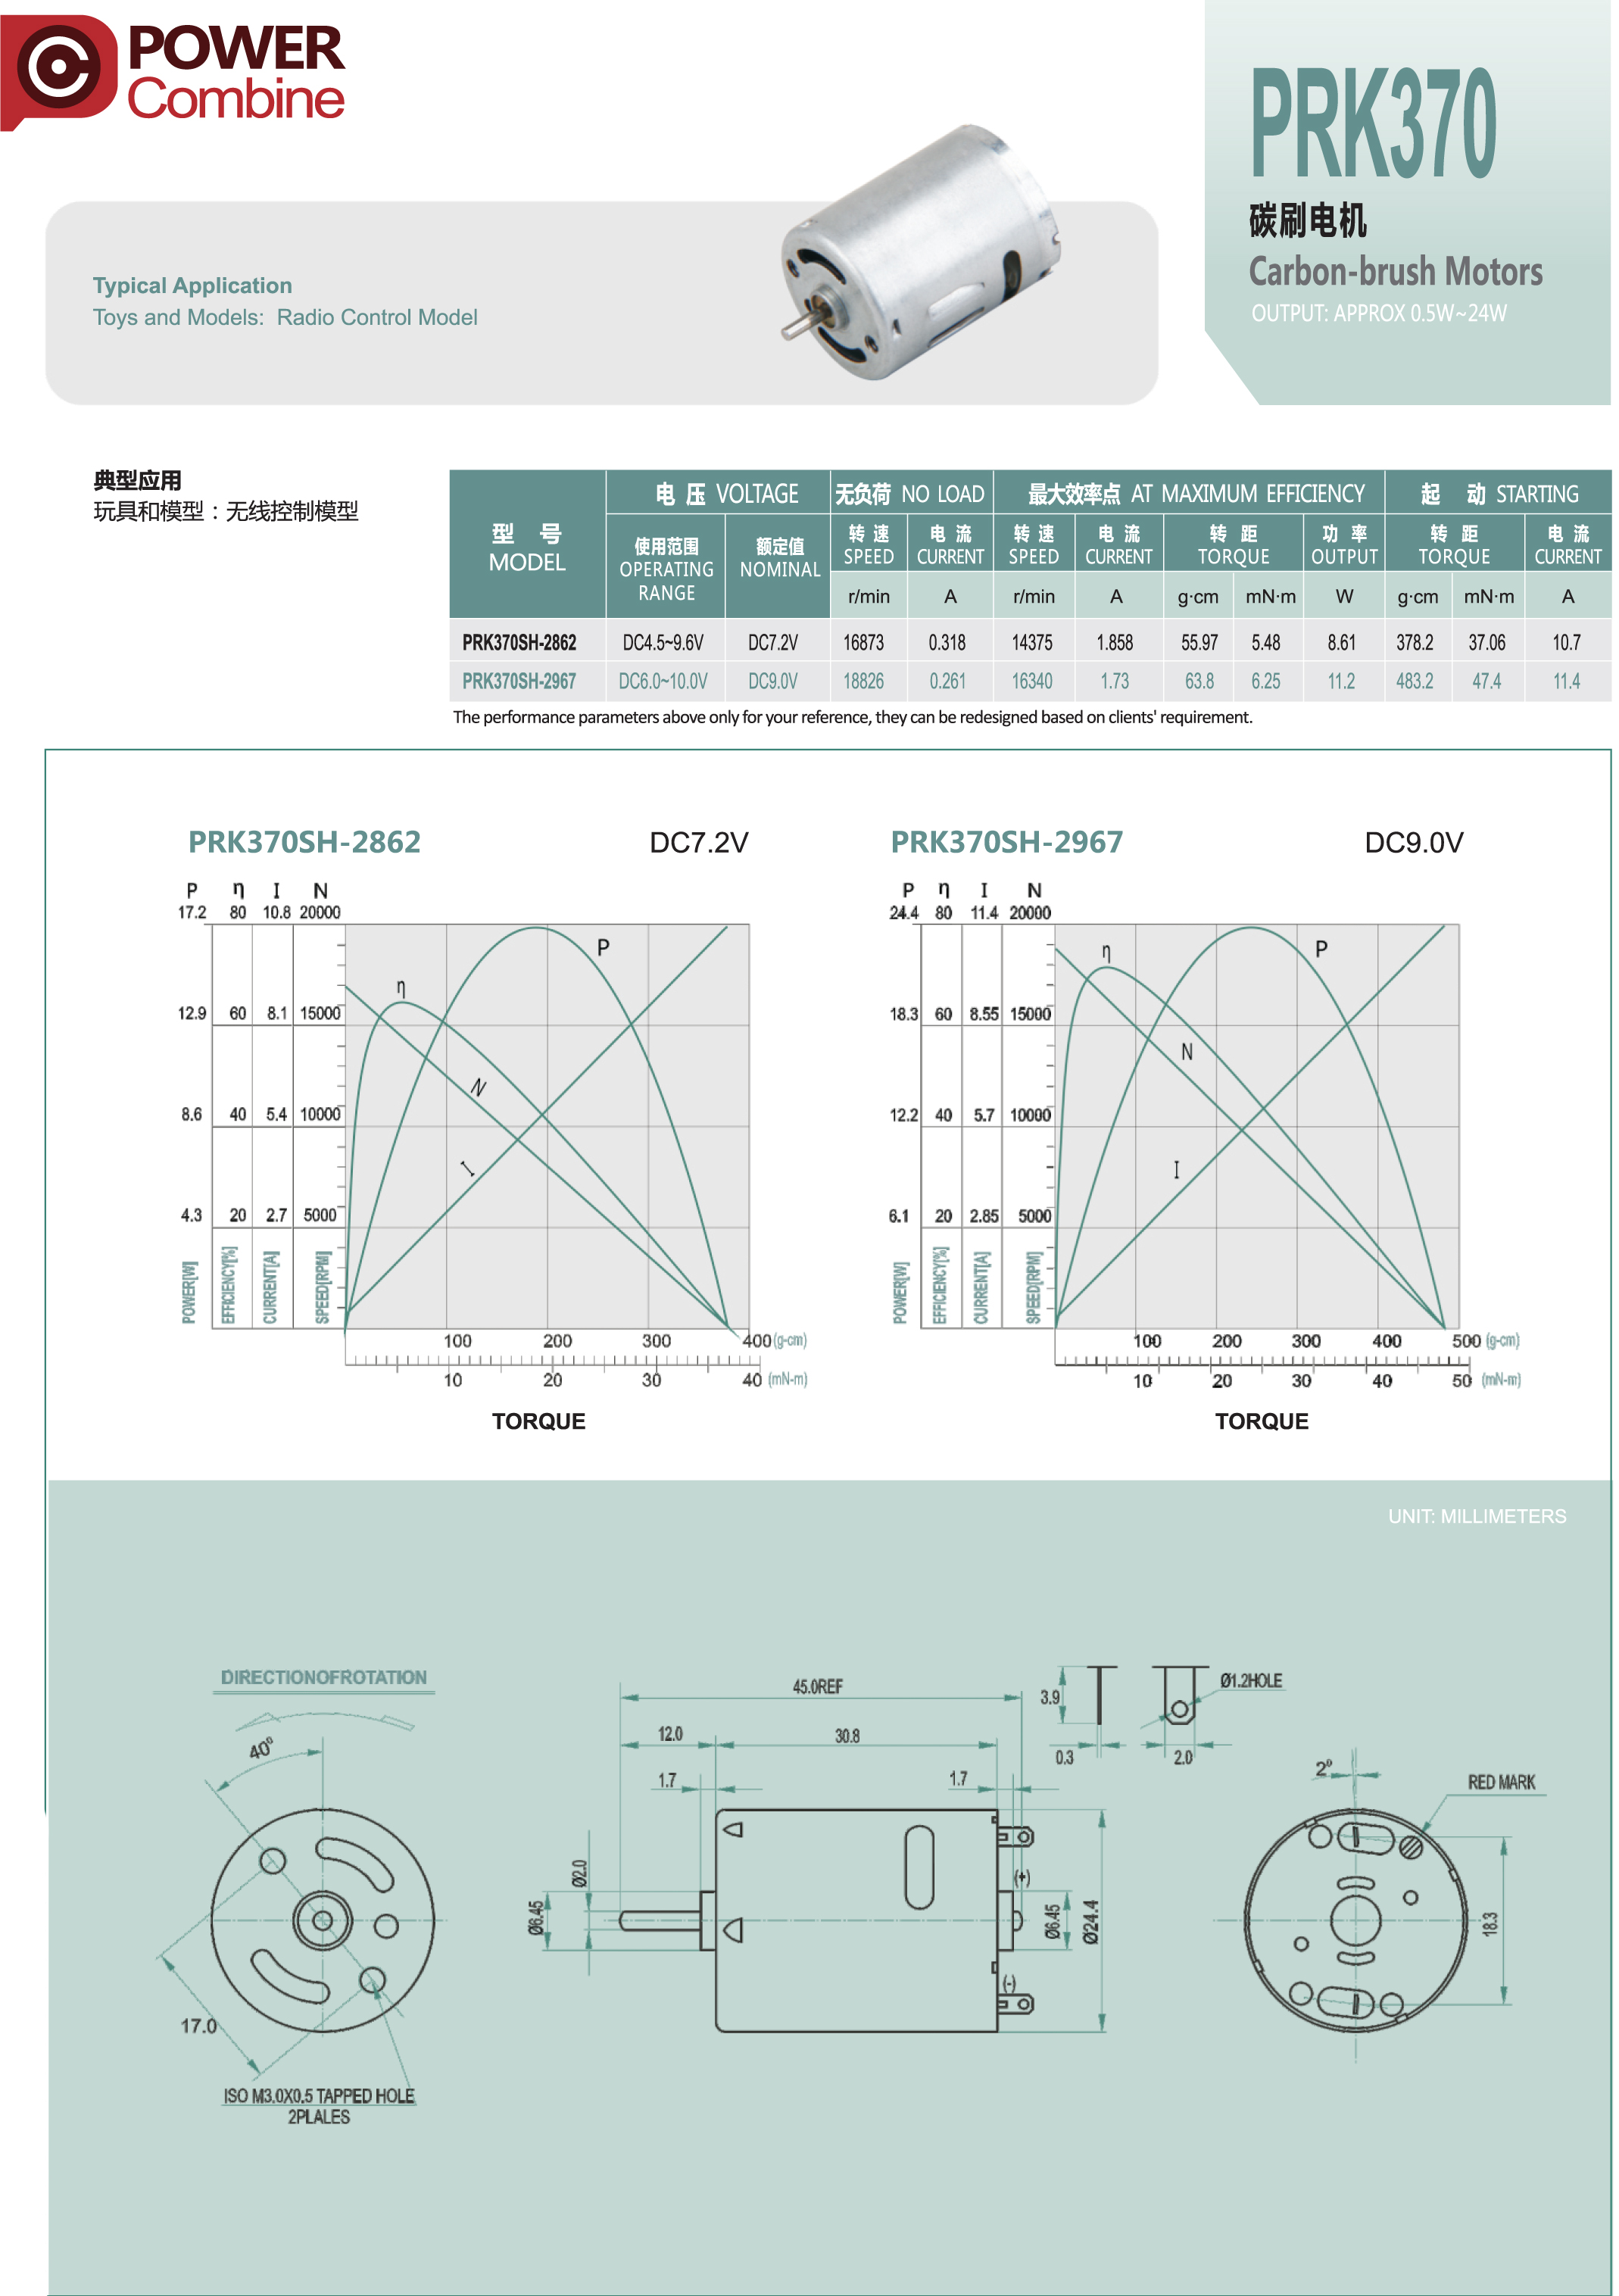 POWER
Combine
PRK370
碳刷电机
Carbon-brush Motors
OUTPUT: APPROX 0.5W~24W
Typical Application
Toys and Models: Radio Control Model
典型应用
玩具和模型：无线控制模型
型 号 MODEL
电 压 VOLTAGE
无负荷 NO LOAD
最大效率点 AT MAXIMUM EFFICIENCY
起 动 STARTING
使用范围 OPERATING RANGE
额定值 NOMINAL
转 速 SPEED
电 流 CURRENT
转 速 SPEED
电 流 CURRENT
转 距 TORQUE
功 率 OUTPUT
转 距 TORQUE
电 流 CURRENT
r/min A r/min A g·cm mN·m W g·cm mN·m A
PRK370SH-2862 DC4.5~9.6V DC7.2V 16873 0.318 14375 1.858 55.97 5.48 8.61 378.2 37.06 10.7
PRK370SH-2967 DC6.0~10.0V DC9.0V 18826 0.261 16340 1.73 63.8 6.25 11.2 483.2 47.4 11.4
The performance parameters above only for your reference, they can be redesigned based on clients' requirement.
PRK370SH-2862 DC7.2V
P η I N
17.2 80 10.8 20000
12.9 60 8.1 15000
8.6 40 5.4 10000
4.3 20 2.7 5000
POWER[W] EFFICIENCY[%] CURRENT[A] SPEED[RPM]
η
P
N
I
100 200 300 400 (g-cm)
10 20 30 40 (mN-m)
TORQUE
PRK370SH-2967 DC9.0V
P η I N
24.4 80 11.4 20000
18.3 60 8.55 15000
12.2 40 5.7 10000
6.1 20 2.85 5000
POWER[W] EFFICIENCY[%] CURRENT[A] SPEED[RPM]
η
P
N
I
100 200 300 400 500 (g-cm)
10 20 30 40 50 (mN-m)
TORQUE
UNIT: MILLIMETERS
DIRECTIONOFROTATION
40°
17.0
ISO M3.0X0.5 TAPPED HOLE
2PLALES
45.0REF
12.0
30.8
1.7
1.7
Ø2.0
Ø6.45
(+)
Ø6.45
Ø24.4
(-)
3.9
0.3
Ø1.2HOLE
2.0
2°
RED MARK
18.3